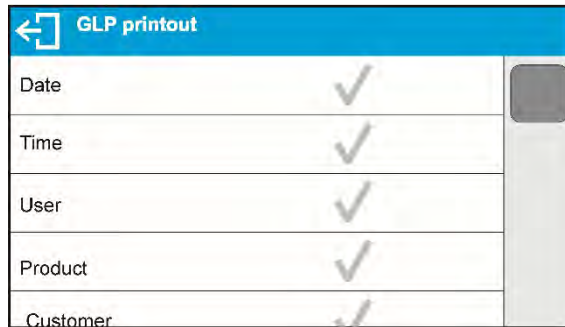 GLP printout
Date
Time
User
Product
Customer